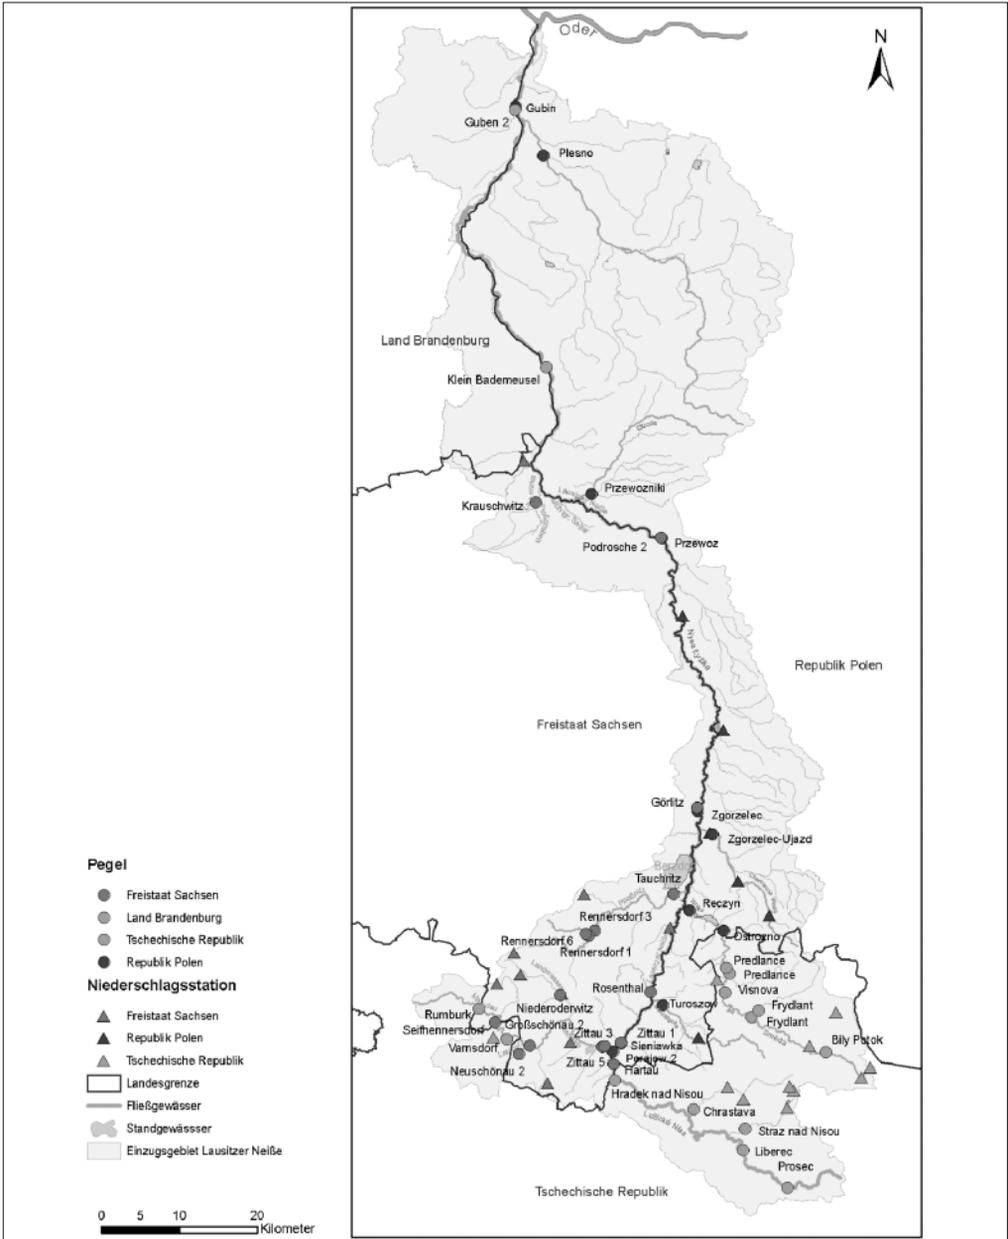 Oder
N
Gubin
Guben 2
Plesno
Land Brandenburg
Klein Bademeusel
Przewozniki
Krauschwitz
Podrosche 2
Przewoz
Republik Polen
Freistaat Sachsen
Görlitz
Zgorzelec
Zgorzelec-Ujazd
Tauchritz
Reczyn
Rennersdorf 3
Ostrozno
Rennersdorf 6
Rennersdorf 1
Predlance
Predlance
Rosenthal
Visnova
Turoszow
Niederoderwitz
Frydlant
Rumburk
Frydlant
Seifhennersdorf
Großschönau 2
Zittau 3
Zittau 1
Bily Potok
Varnsdorf
Sieniawka
Zittau 5
Porajow 2
Neuschönau 2
Hartau
Hradek nad Nisou
Chrastava
Straz nad Nisou
Liberec
Prosec
Tschechische Republik
Pegel
Freistaat Sachsen
Land Brandenburg
Tschechische Republik
Republik Polen
Niederschlagsstation
Freistaat Sachsen
Republik Polen
Tschechische Republik
Landesgrenze
Fließgewässer
Standgewässser
Einzugsgebiet Lausitzer Neiße
0 5 10 20
Kilometer